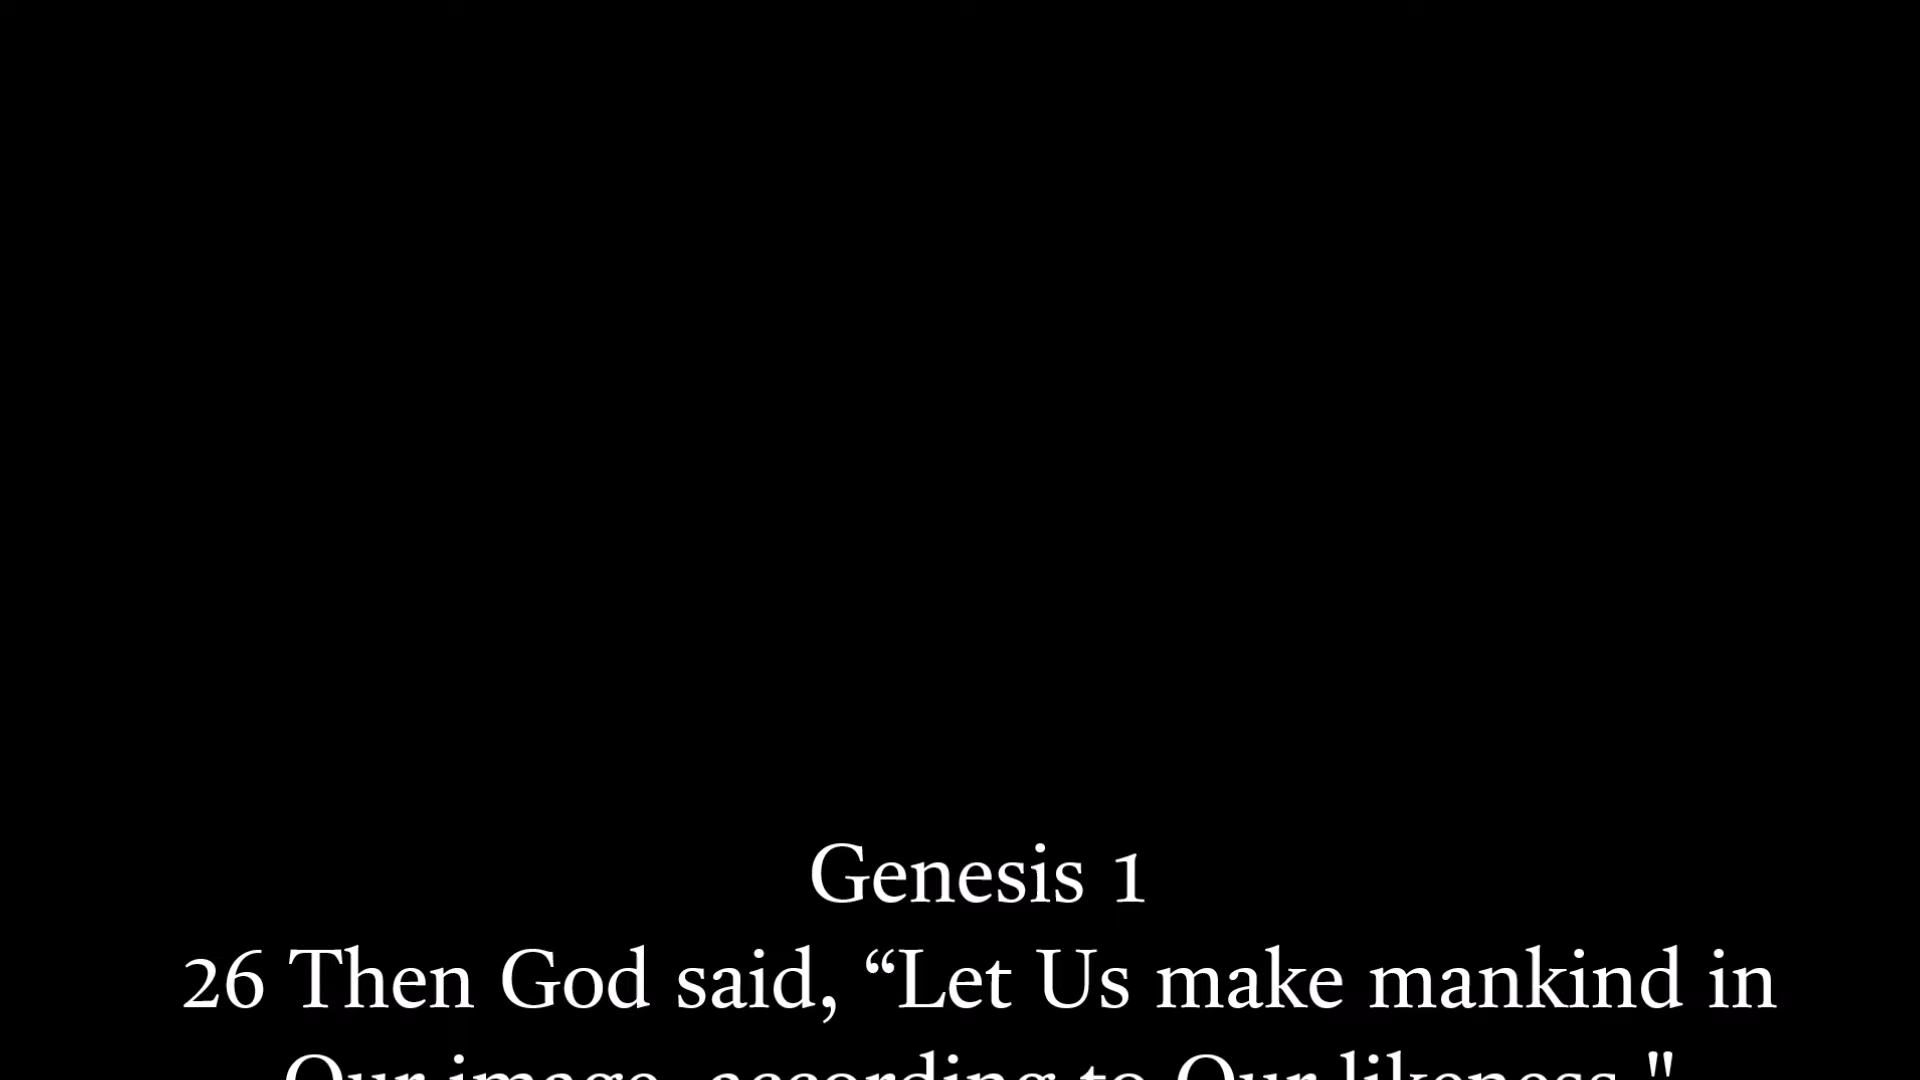 Genesis 1
26 Then God said, “Let Us make mankind in
Our image, according to Our likeness."